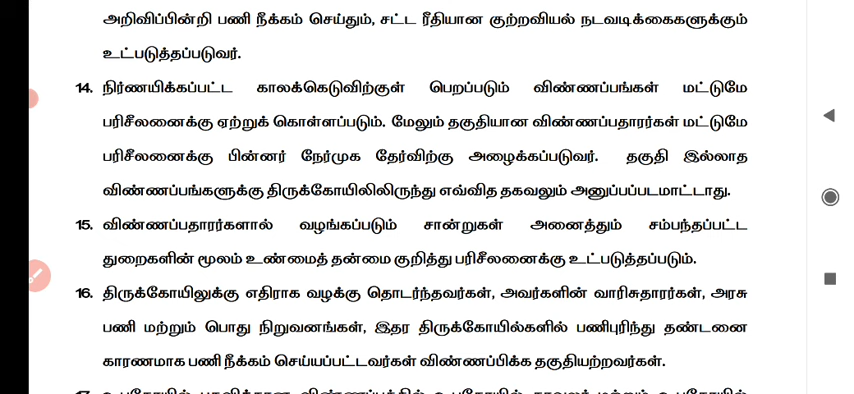 அறிவிப்பின்றி பணி நீக்கம் செய்தும், சட்ட ரீதியான குற்றவியல் நடவடிக்கைகளுக்கும்
உட்படுத்தப்படுவர்.
14. நிர்ணயிக்கப்பட்ட காலக்கெடுவிற்குள் பெறப்படும் விண்ணப்பங்கள் மட்டுமே
பரிசீலனைக்கு ஏற்றுக் கொள்ளப்படும். மேலும் தகுதியான விண்ணப்பதாரர்கள் மட்டுமே
பரிசீலனைக்கு பின்னர் நேர்முக தேர்விற்கு அழைக்கப்படுவர். தகுதி இல்லாத
விண்ணப்பங்களுக்கு திருக்கோயிலிலிருந்து எவ்வித தகவலும் அனுப்பப்படமாட்டாது.
15. விண்ணப்பதாரர்களால் வழங்கப்படும் சான்றுகள் அனைத்தும் சம்பந்தப்பட்ட
துறைகளின் மூலம் உண்மைத் தன்மை குறித்து பரிசீலனைக்கு உட்படுத்தப்படும்.
16. திருக்கோயிலுக்கு எதிராக வழக்கு தொடர்ந்தவர்கள், அவர்களின் வாரிசுதாரர்கள், அரசு
பணி மற்றும் பொது நிறுவனங்கள், இதர திருக்கோயில்களில் பணிபுரிந்து தண்டனை
காரணமாக பணி நீக்கம் செய்யப்பட்டவர்கள் விண்ணப்பிக்க தகுதியற்றவர்கள்.